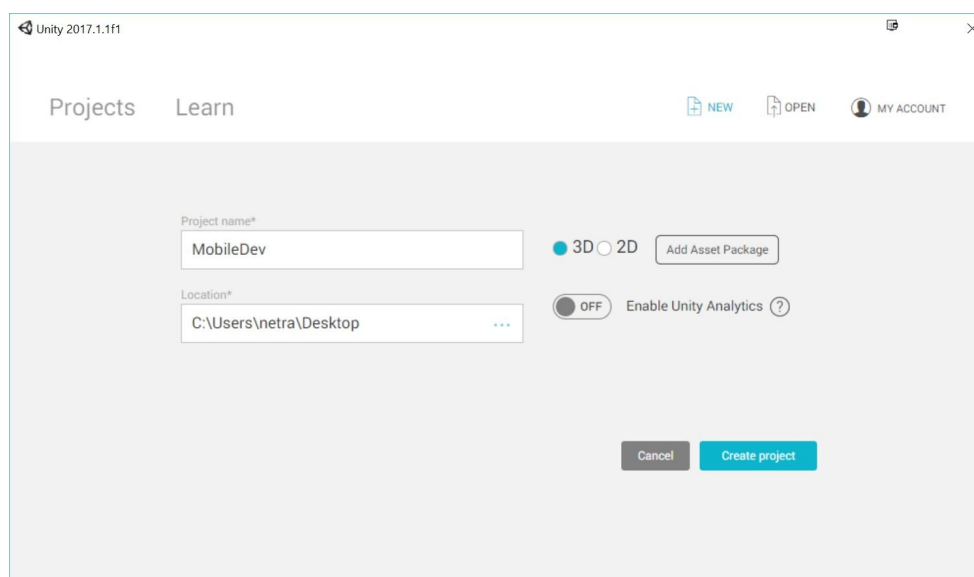 Unity 2017.1.1f1
Projects Learn NEW OPEN MY ACCOUNT
Project name*
MobileDev
3D 2D Add Asset Package
Location*
C:\Users\netra\Desktop ...
OFF Enable Unity Analytics ?
Cancel Create project